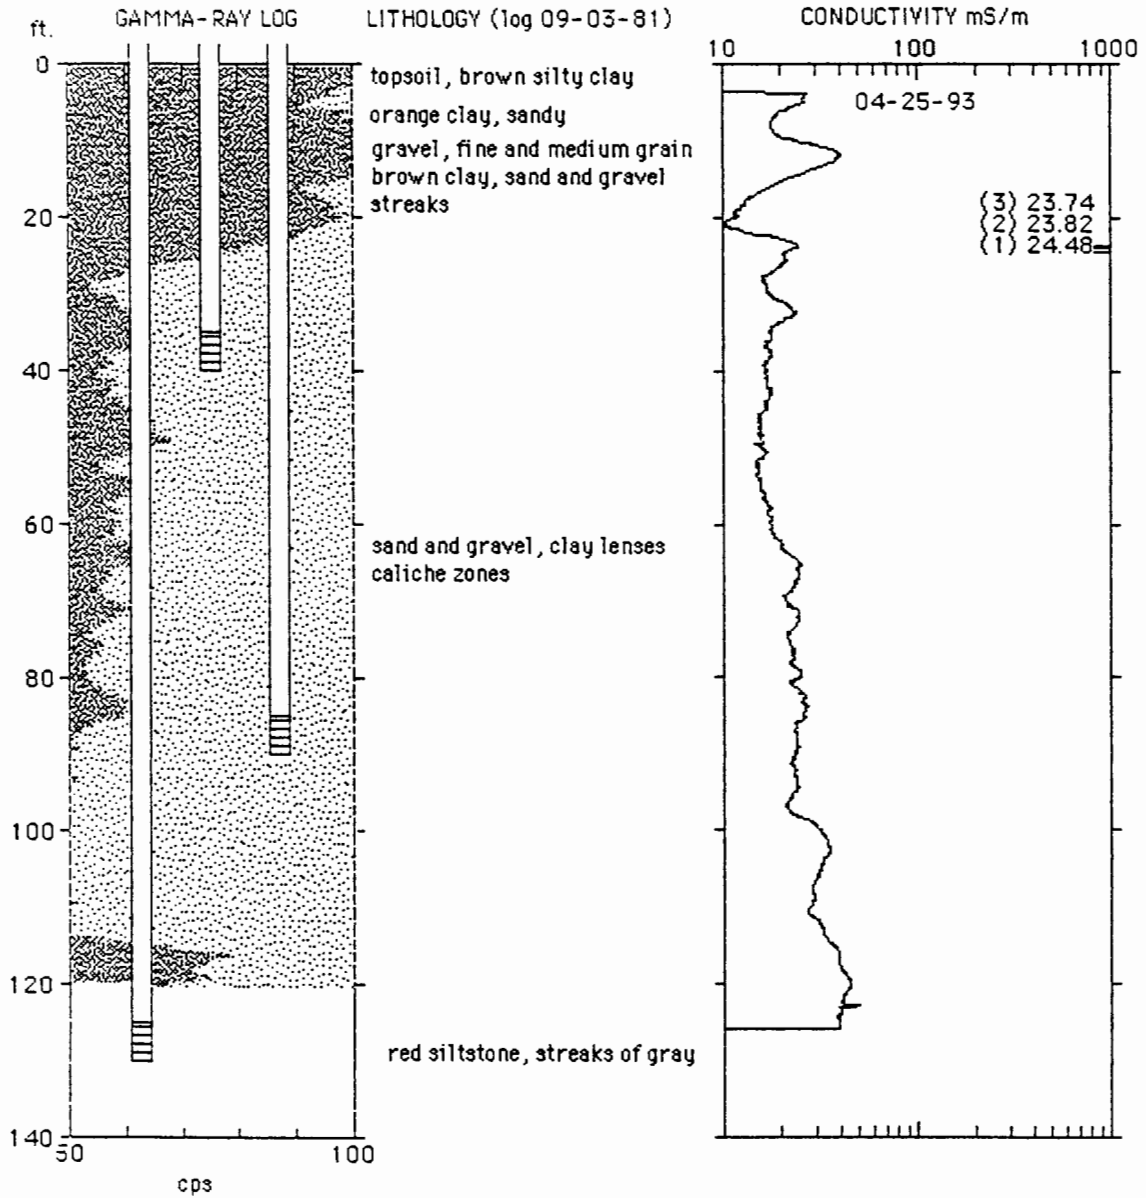 GAMMA-RAY LOG
LITHOLOGY (log 09-03-81)
CONDUCTIVITY mS/m
ft.
10 100 1000
0
20
40
60
80
100
120
140
50 100
cps
topsoil, brown silty clay
orange clay, sandy
gravel, fine and medium grain
brown clay, sand and gravel
streaks
sand and gravel, clay lenses
caliche zones
red siltstone, streaks of gray
04-25-93
(3) 23.74
(2) 23.82
(1) 24.48